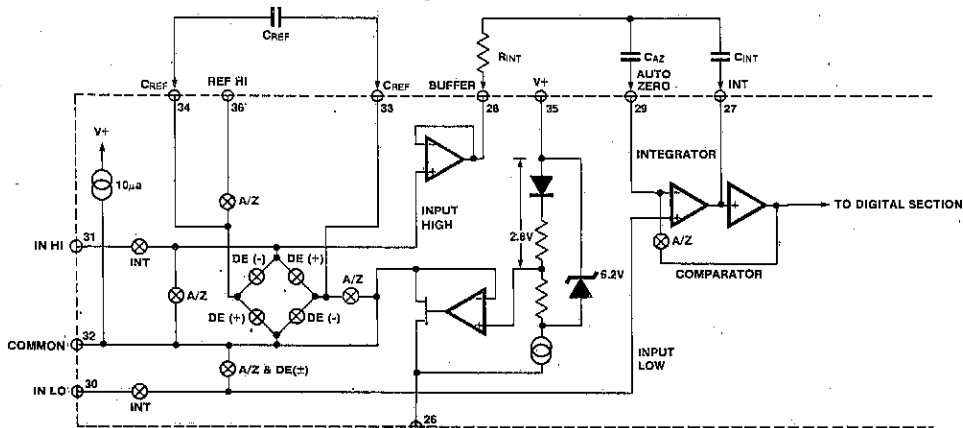 CREF
RINT
CAZ
CINT
CREF
REF HI
CREF
BUFFER
V+
AUTO
ZERO
INT
34
36
33
28
35
29
27
V+
10μa
A/Z
INTEGRATOR
TO DIGITAL SECTION
IN HI
31
INT
INPUT
HIGH
2.8V
6.2V
A/Z
COMPARATOR
DE (-)
DE (+)
A/Z
A/Z
DE (+)
DE (-)
COMMON
32
INPUT
LOW
A/Z & DE(±)
IN LO
30
INT
26